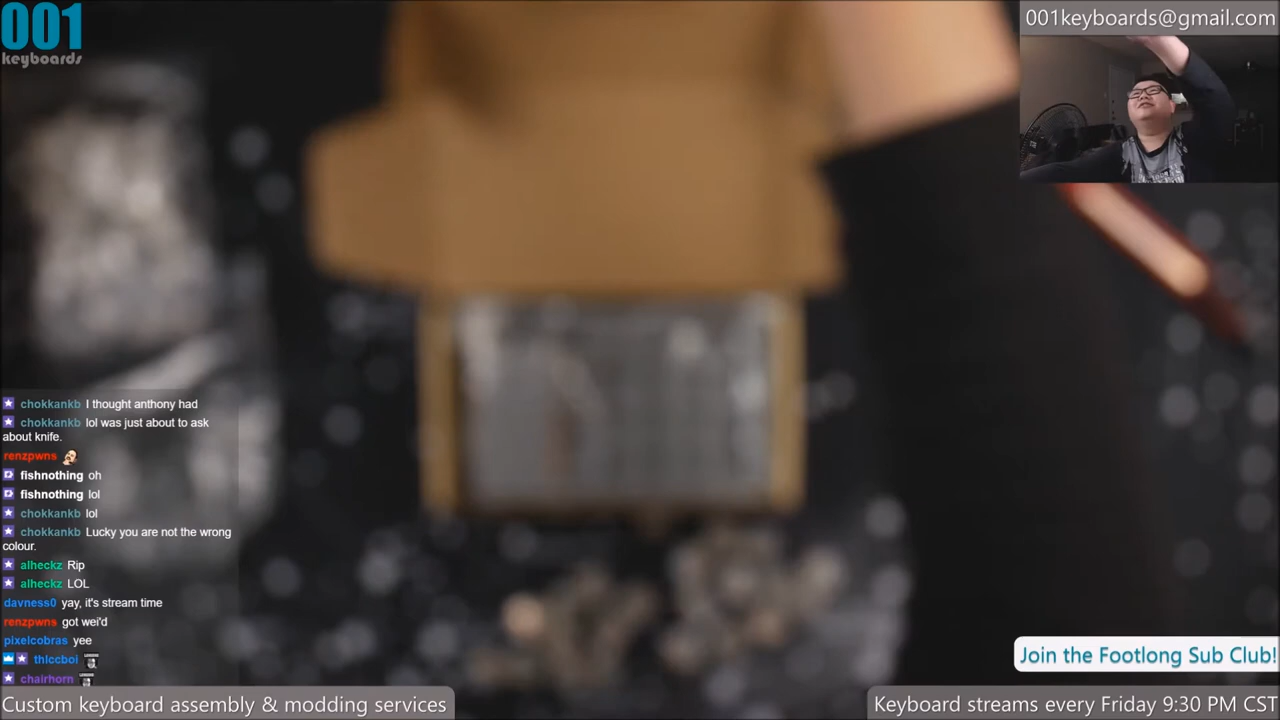 001
keyboards
001keyboards@gmail.com
chokkankb I thought anthony had
chokkankb lol was just about to ask
about knife.
renzpwns
fishnothing oh
fishnothing lol
chokkankb lol
chokkankb Lucky you are not the wrong
colour.
alheckz Rip
alheckz LOL
davness0 yay, it's stream time
renzpwns got wei'd
pixelcobras yee
thiccboi
chairhorn
Join the Footlong Sub Club!
Custom keyboard assembly & modding services
Keyboard streams every Friday 9:30 PM CST